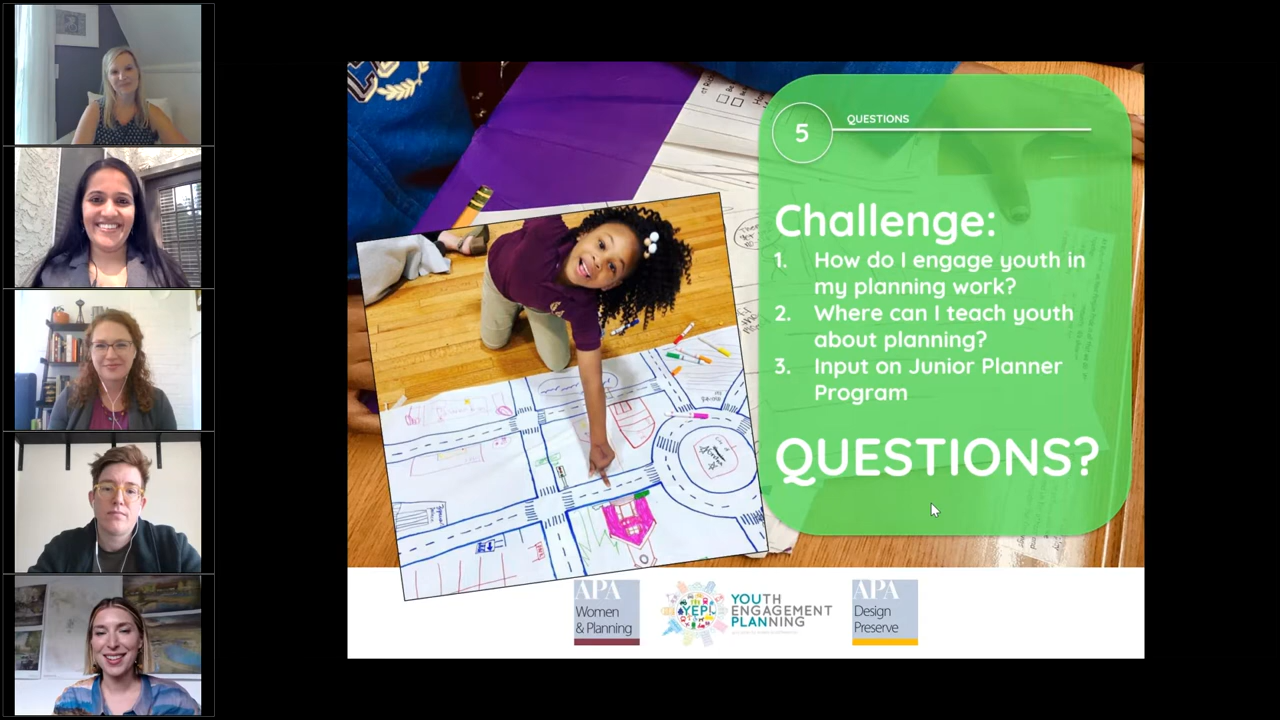 5
QUESTIONS
Challenge:
1. How do I engage youth in
my planning work?
2. Where can I teach youth
about planning?
3. Input on Junior Planner
Program
QUESTIONS?
APA
Women
& Planning
YEP!
YOUTH
ENGAGEMENT
PLANNING
APA
Design
Preserve